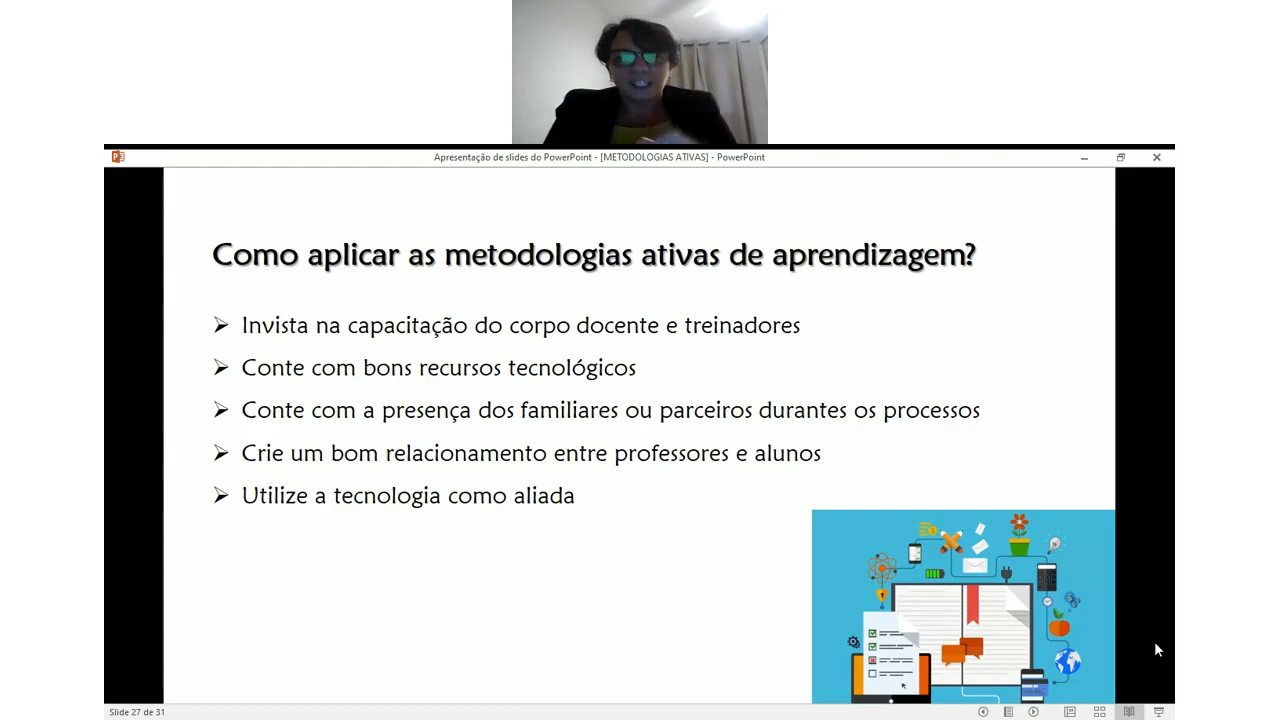 Apresentação de slides do PowerPoint - [METODOLOGIAS ATIVAS] - PowerPoint
Como aplicar as metodologias ativas de aprendizagem?
Invista na capacitação do corpo docente e treinadores
Conte com bons recursos tecnológicos
Conte com a presença dos familiares ou parceiros durantes os processos
Crie um bom relacionamento entre professores e alunos
Utilize a tecnologia como aliada
Slide 27 de 31